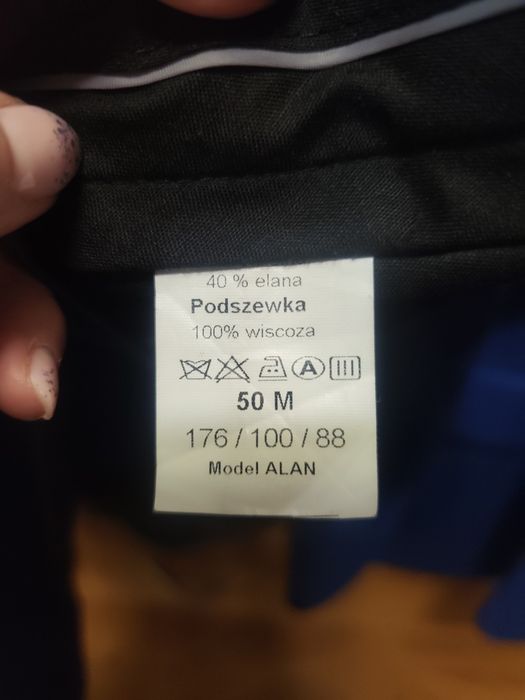 40 % elana
Podszewka
100% wiscoza
A
50 M
176 / 100 / 88
Model ALAN